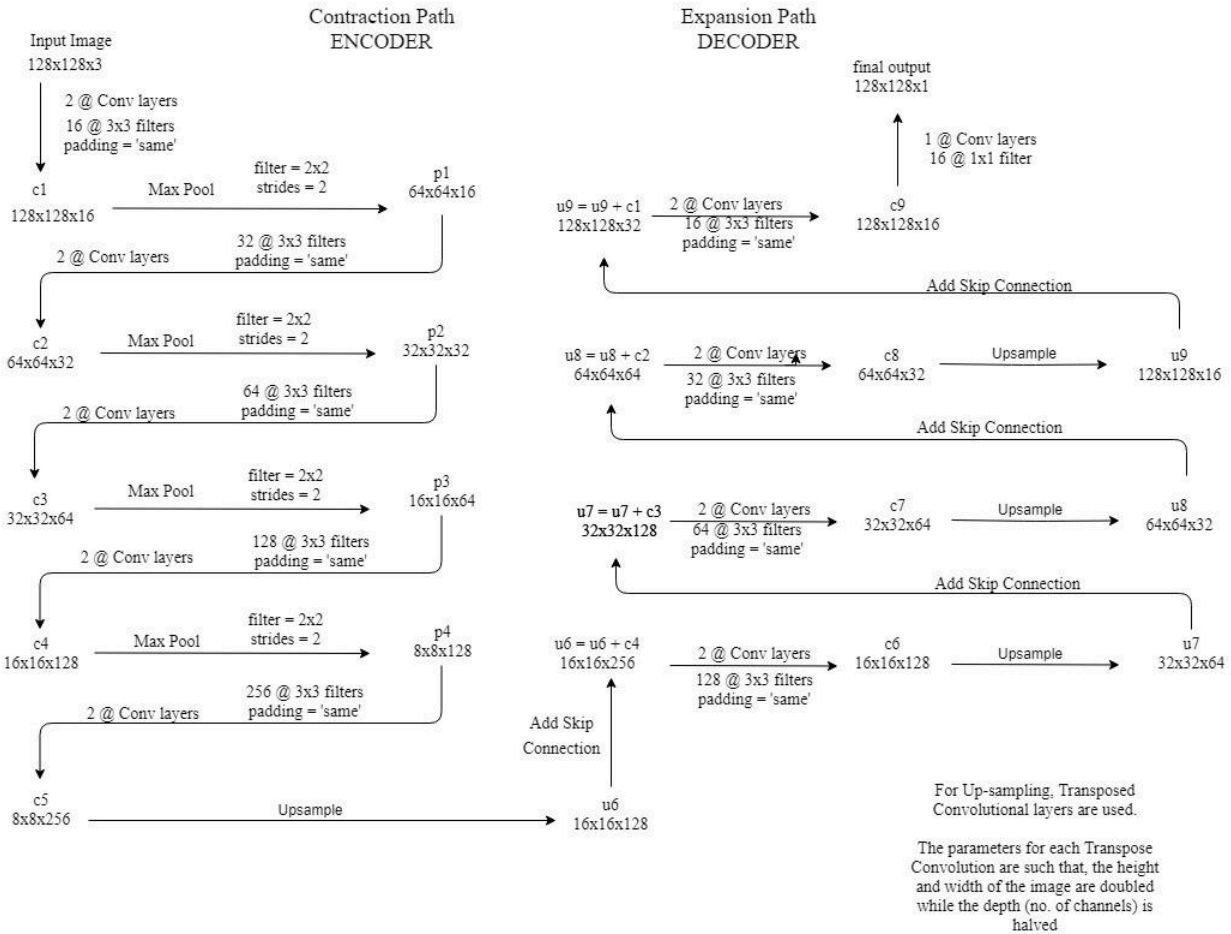 Contraction Path
ENCODER
Input Image
128x128x3
2 @ Conv layers
16 @ 3x3 filters
padding = 'same'
c1
128x128x16
Max Pool
filter = 2x2
strides = 2
p1
64x64x16
2 @ Conv layers
32 @ 3x3 filters
padding = 'same'
c2
64x64x32
Max Pool
filter = 2x2
strides = 2
p2
32x32x32
2 @ Conv layers
64 @ 3x3 filters
padding = 'same'
c3
32x32x64
Max Pool
filter = 2x2
strides = 2
p3
16x16x64
2 @ Conv layers
128 @ 3x3 filters
padding = 'same'
c4
16x16x128
Max Pool
filter = 2x2
strides = 2
p4
8x8x128
2 @ Conv layers
256 @ 3x3 filters
padding = 'same'
c5
8x8x256
Upsample
u6
16x16x128
Add Skip
Connection
Expansion Path
DECODER
final output
128x128x1
1 @ Conv layers
16 @ 1x1 filter
u9 = u9 + c1
128x128x32
2 @ Conv layers
16 @ 3x3 filters
padding = 'same'
c9
128x128x16
Add Skip Connection
u8 = u8 + c2
64x64x64
2 @ Conv layers
32 @ 3x3 filters
padding = 'same'
c8
64x64x32
Upsample
u9
128x128x16
Add Skip Connection
u7 = u7 + c3
32x32x128
2 @ Conv layers
64 @ 3x3 filters
padding = 'same'
c7
32x32x64
Upsample
u8
64x64x32
Add Skip Connection
u6 = u6 + c4
16x16x256
2 @ Conv layers
128 @ 3x3 filters
padding = 'same'
c6
16x16x128
Upsample
u7
32x32x64
For Up-sampling, Transposed
Convolutional layers are used.
The parameters for each Transpose
Convolution are such that, the height
and width of the image are doubled
while the depth (no. of channels) is
halved